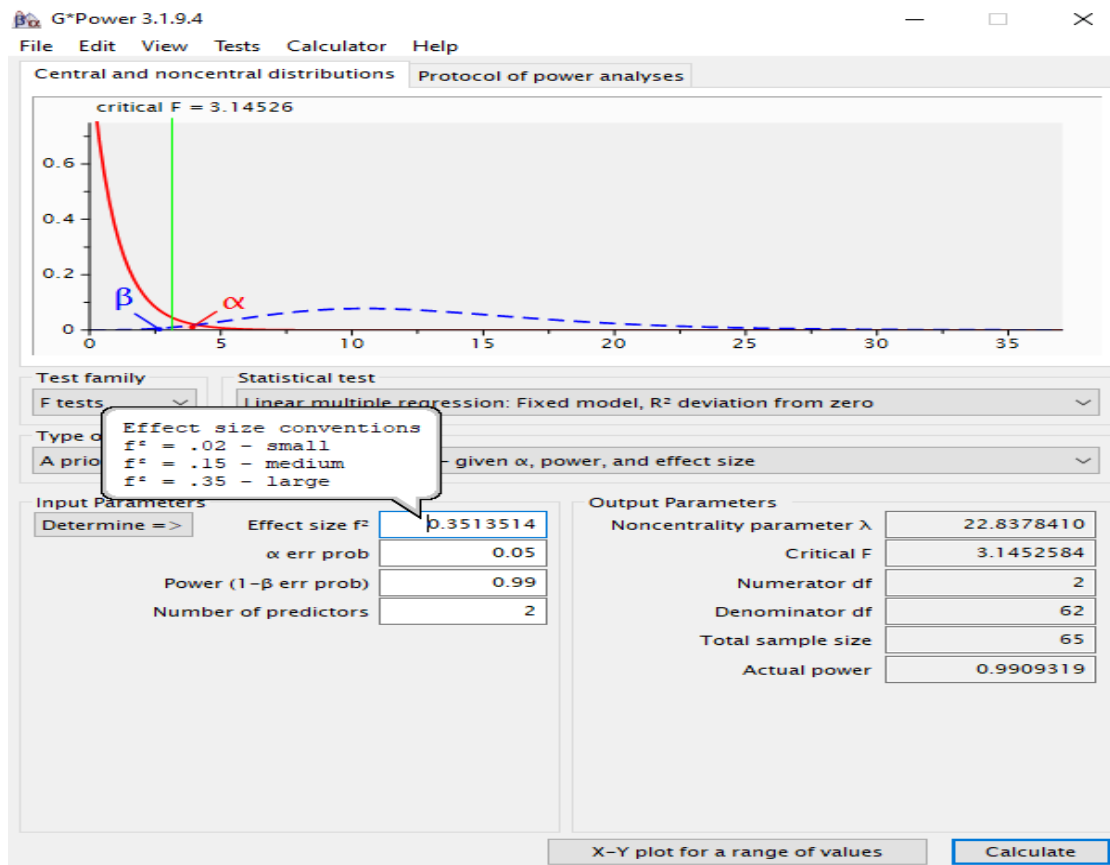 G*Power 3.1.9.4
File Edit View Tests Calculator Help
Central and noncentral distributions Protocol of power analyses
critical F = 3.14526
0.6
0.4
0.2
0
β
α
0 5 10 15 20 25 30 35
Test family Statistical test
F tests Linear multiple regression: Fixed model, R² deviation from zero
Type o
A prio – given α, power, and effect size
Effect size conventions
f² = .02 - small
f² = .15 - medium
f² = .35 - large
Input Parameters
Determine =>
Effect size f² 0.3513514
α err prob 0.05
Power (1-β err prob) 0.99
Number of predictors 2
Output Parameters
Noncentrality parameter λ 22.8378410
Critical F 3.1452584
Numerator df 2
Denominator df 62
Total sample size 65
Actual power 0.9909319
X-Y plot for a range of values Calculate